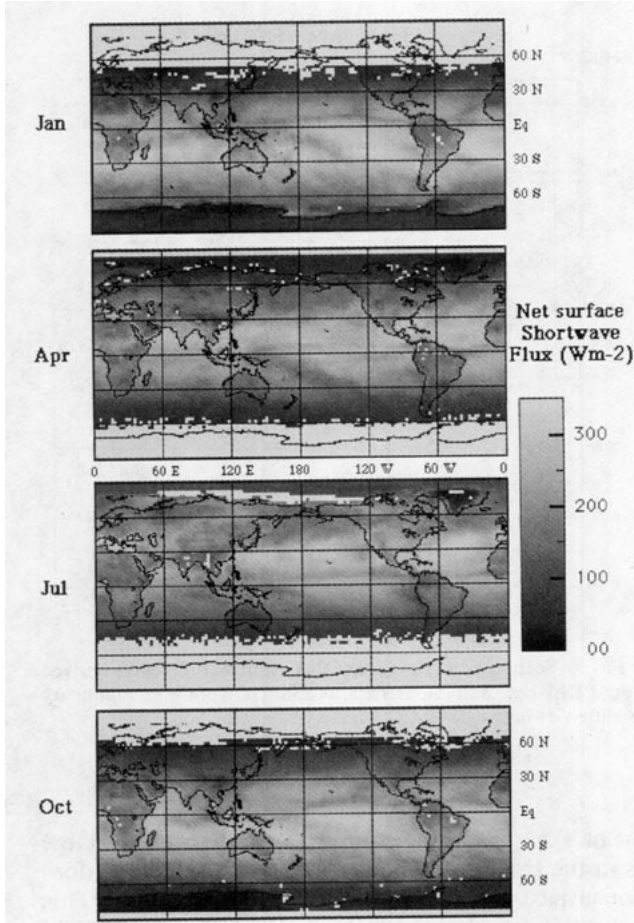 Jan
60 N
30 N
Eq
30 S
60 S
Apr
Net surface
Shortwave
Flux (Wm-2)
300
200
100
00
0 60 E 120 E 180 120 W 60 W 0
Jul
Oct
60 N
30 N
Eq
30 S
60 S